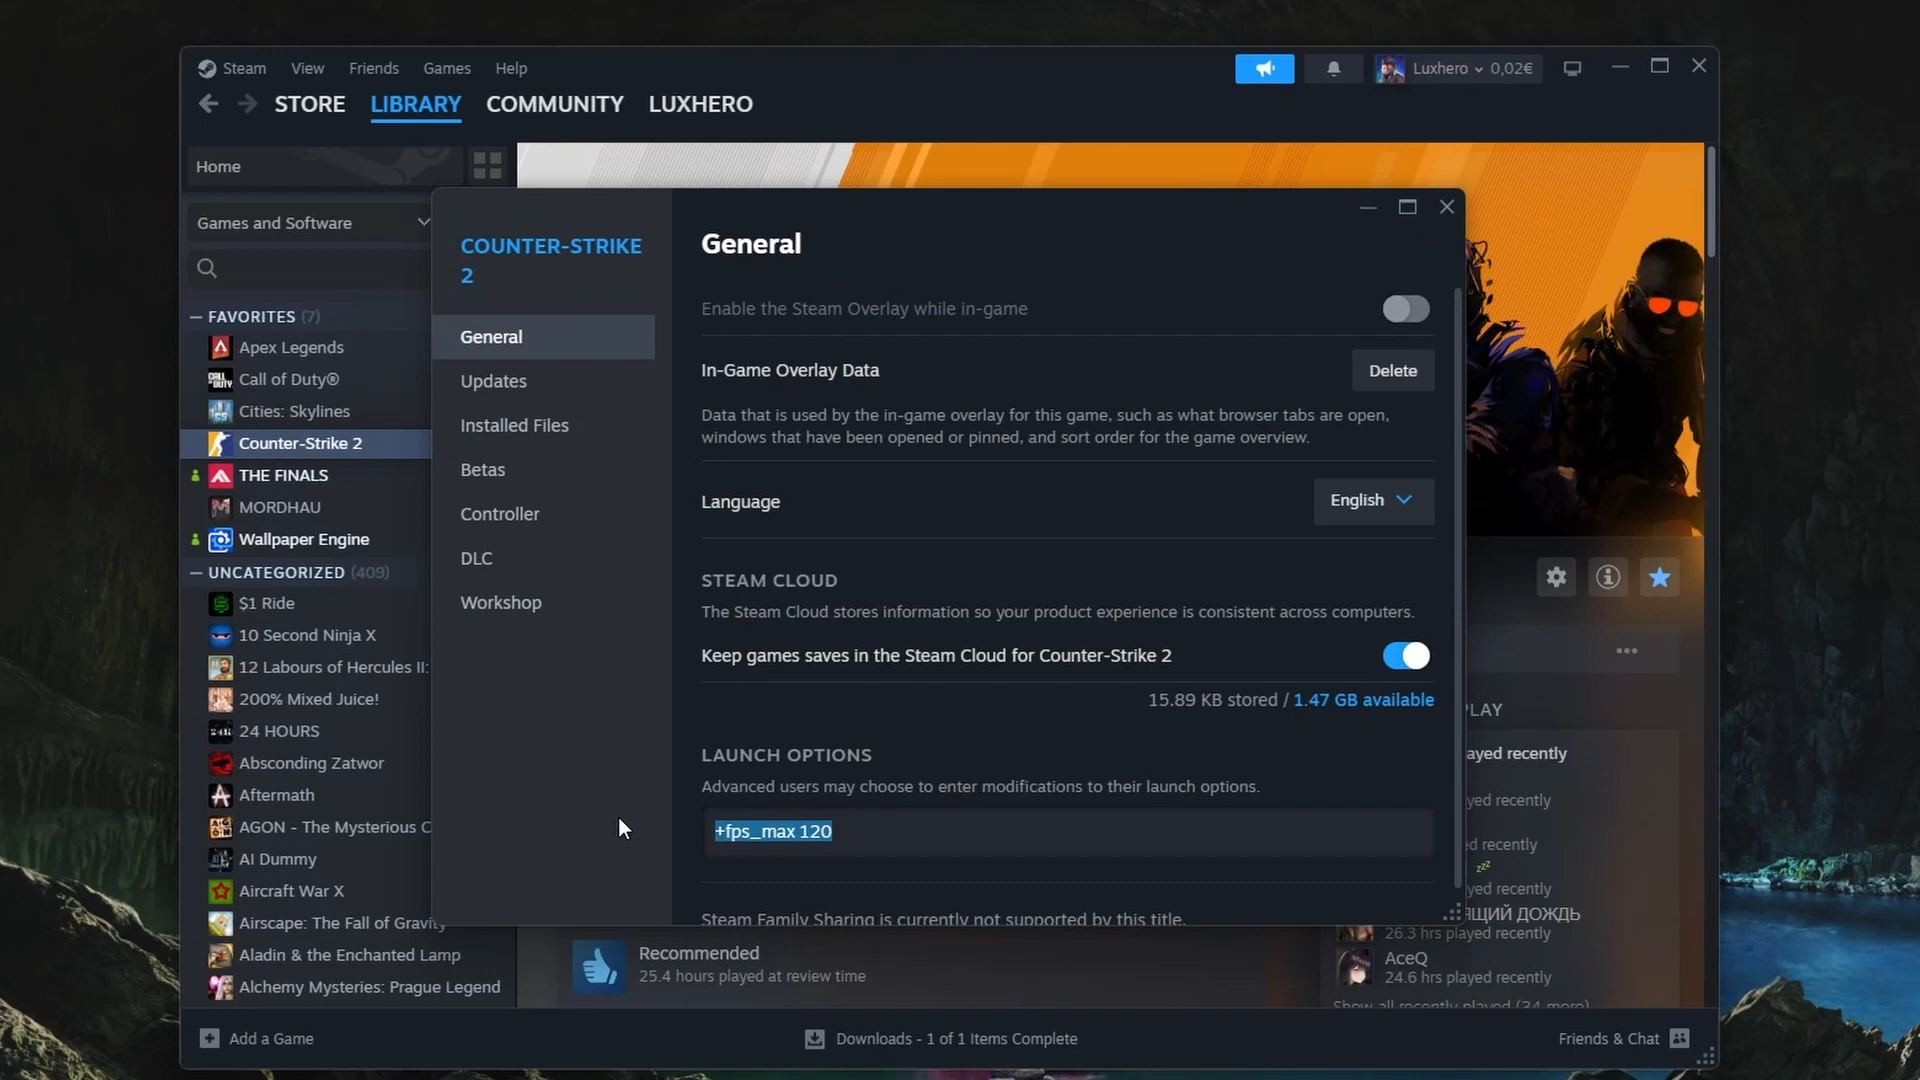 Steam View Friends Games Help
Luxhero 0,02€
STORE LIBRARY COMMUNITY LUXHERO
Home
Games and Software
FAVORITES (7)
Apex Legends
Call of Duty®
Cities: Skylines
Counter-Strike 2
THE FINALS
MORDHAU
Wallpaper Engine
UNCATEGORIZED (409)
$1 Ride
10 Second Ninja X
12 Labours of Hercules II:
200% Mixed Juice!
24 HOURS
Absconding Zatwor
Aftermath
AGON - The Mysterious C
AI Dummy
Aircraft War X
Airscape: The Fall of Gravity
Aladin & the Enchanted Lamp
Alchemy Mysteries: Prague Legend
COUNTER-STRIKE
2
General
Updates
Installed Files
Betas
Controller
DLC
Workshop
General
Enable the Steam Overlay while in-game
In-Game Overlay Data
Delete
Data that is used by the in-game overlay for this game, such as what browser tabs are open,
windows that have been opened or pinned, and sort order for the game overview.
Language
English
STEAM CLOUD
The Steam Cloud stores information so your product experience is consistent across computers.
Keep games saves in the Steam Cloud for Counter-Strike 2
15.89 KB stored / 1.47 GB available
LAUNCH OPTIONS
Advanced users may choose to enter modifications to their launch options.
+fps_max 120
Steam Family Sharing is currently not supported by this title.
PLAY
ayed recently
yed recently
ed recently
zzZ
yed recently
ЯЩИЙ ДОЖДЬ
26.3 hrs played recently
AceQ
24.6 hrs played recently
Show all recently played (34 more)
Recommended
25.4 hours played at review time
Add a Game
Downloads - 1 of 1 Items Complete
Friends & Chat